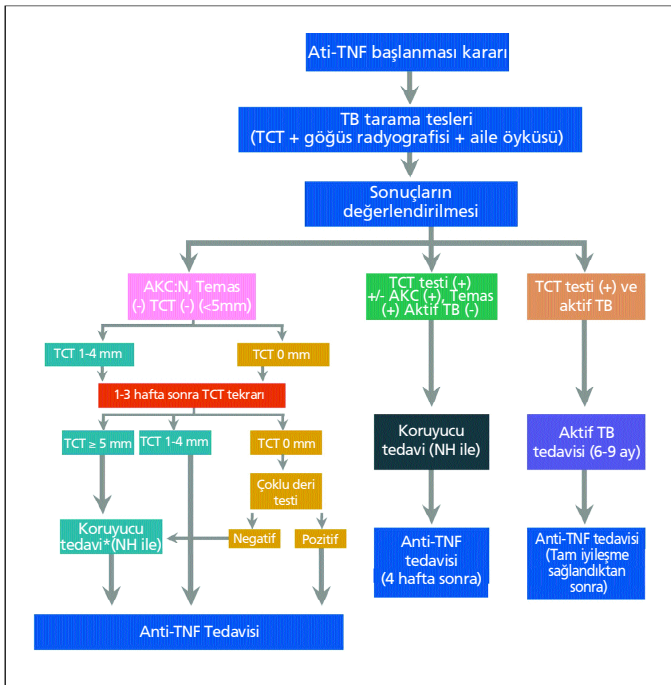 Ati-TNF başlanması kararı
TB tarama tesleri
(TCT + göğüs radyografisi + aile öyküsü)
Sonuçların
değerlendirilmesi
AKC:N, Temas
(-) TCT (-) (<5mm)
TCT testi (+)
+/- AKC (+), Temas
(+) Aktif TB (-)
TCT testi (+) ve
aktif TB
TCT 1-4 mm
TCT 0 mm
1-3 hafta sonra TCT tekrarı
TCT ≥ 5 mm
TCT 1-4 mm
TCT 0 mm
Çoklu deri
testi
Negatif
Pozitif
Koruyucu
tedavi*(NH ile)
Anti-TNF Tedavisi
Koruyucu
tedavi (NH ile)
Anti-TNF
tedavisi
(4 hafta sonra)
Aktif TB
tedavisi (6-9 ay)
Anti-TNF tedavisi
(Tam iyileşme
sağlandıktan
sonra)